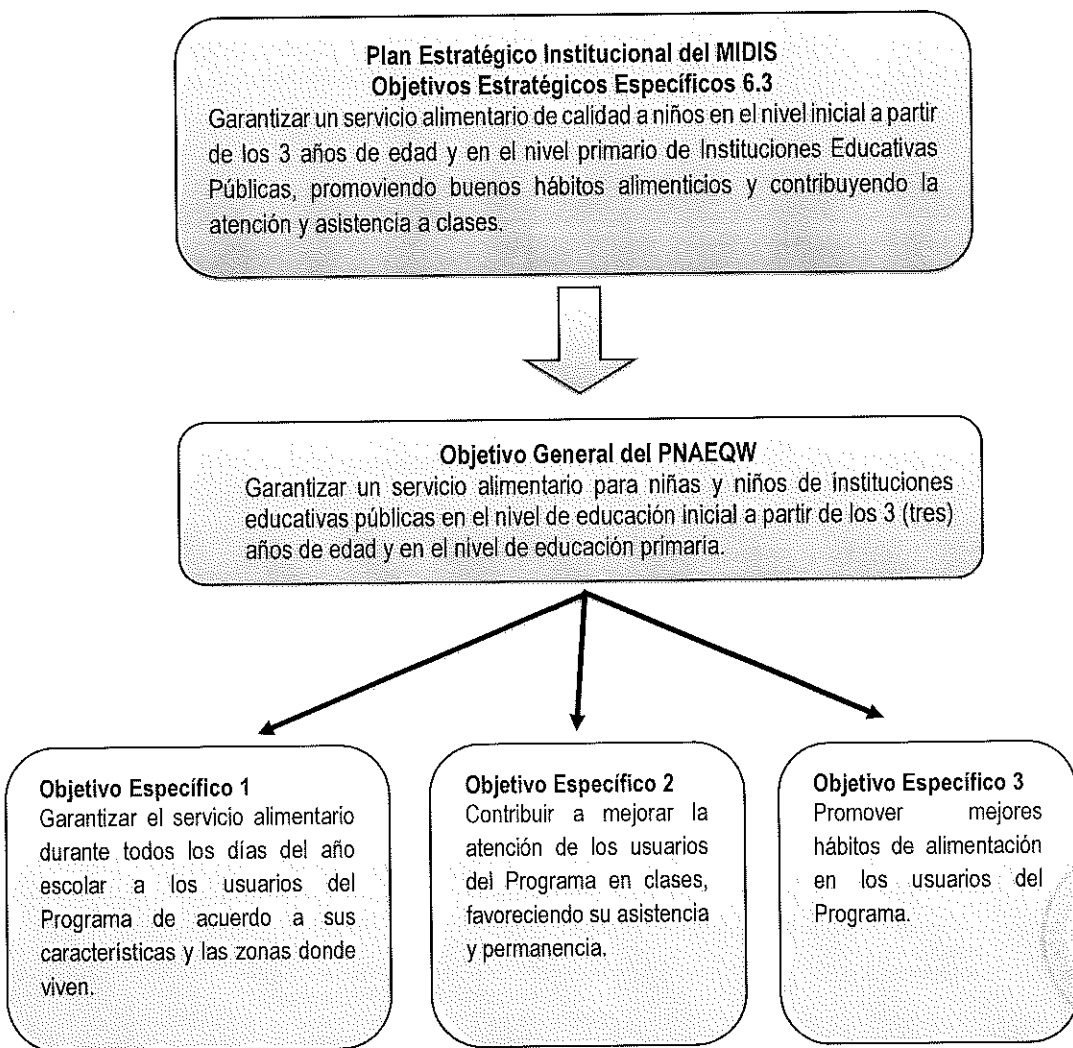 Plan Estratégico Institucional del MIDIS
Objetivos Estratégicos Específicos 6.3
Garantizar un servicio alimentario de calidad a niños en el nivel inicial a partir
de los 3 años de edad y en el nivel primario de Instituciones Educativas
Públicas, promoviendo buenos hábitos alimenticios y contribuyendo la
atención y asistencia a clases.
Objetivo General del PNAEQW
Garantizar un servicio alimentario para niñas y niños de instituciones
educativas públicas en el nivel de educación inicial a partir de los 3 (tres)
años de edad y en el nivel de educación primaria.
Objetivo Específico 1
Garantizar el servicio alimentario
durante todos los días del año
escolar a los usuarios del
Programa de acuerdo a sus
características y las zonas donde
viven.
Objetivo Específico 2
Contribuir a mejorar la
atención de los usuarios
del Programa en clases,
favoreciendo su asistencia
y permanencia.
Objetivo Específico 3
Promover mejores
hábitos de alimentación
en los usuarios del
Programa.